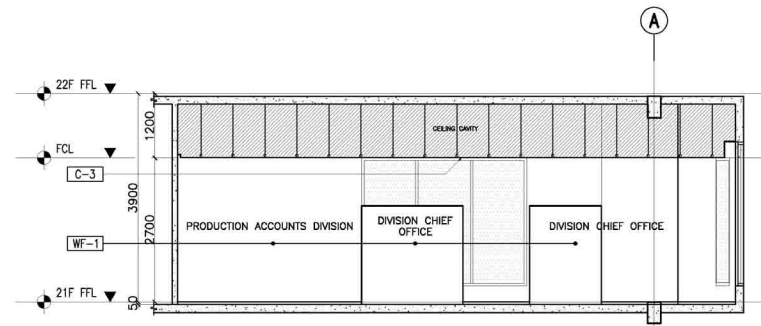 A
22F FFL
1200
CEILING CAVITY
FCL
C-3
3900
2700
PRODUCTION ACCOUNTS DIVISION
DIVISION CHIEF
OFFICE
DIVISION CHIEF OFFICE
WF-1
21F FFL
50